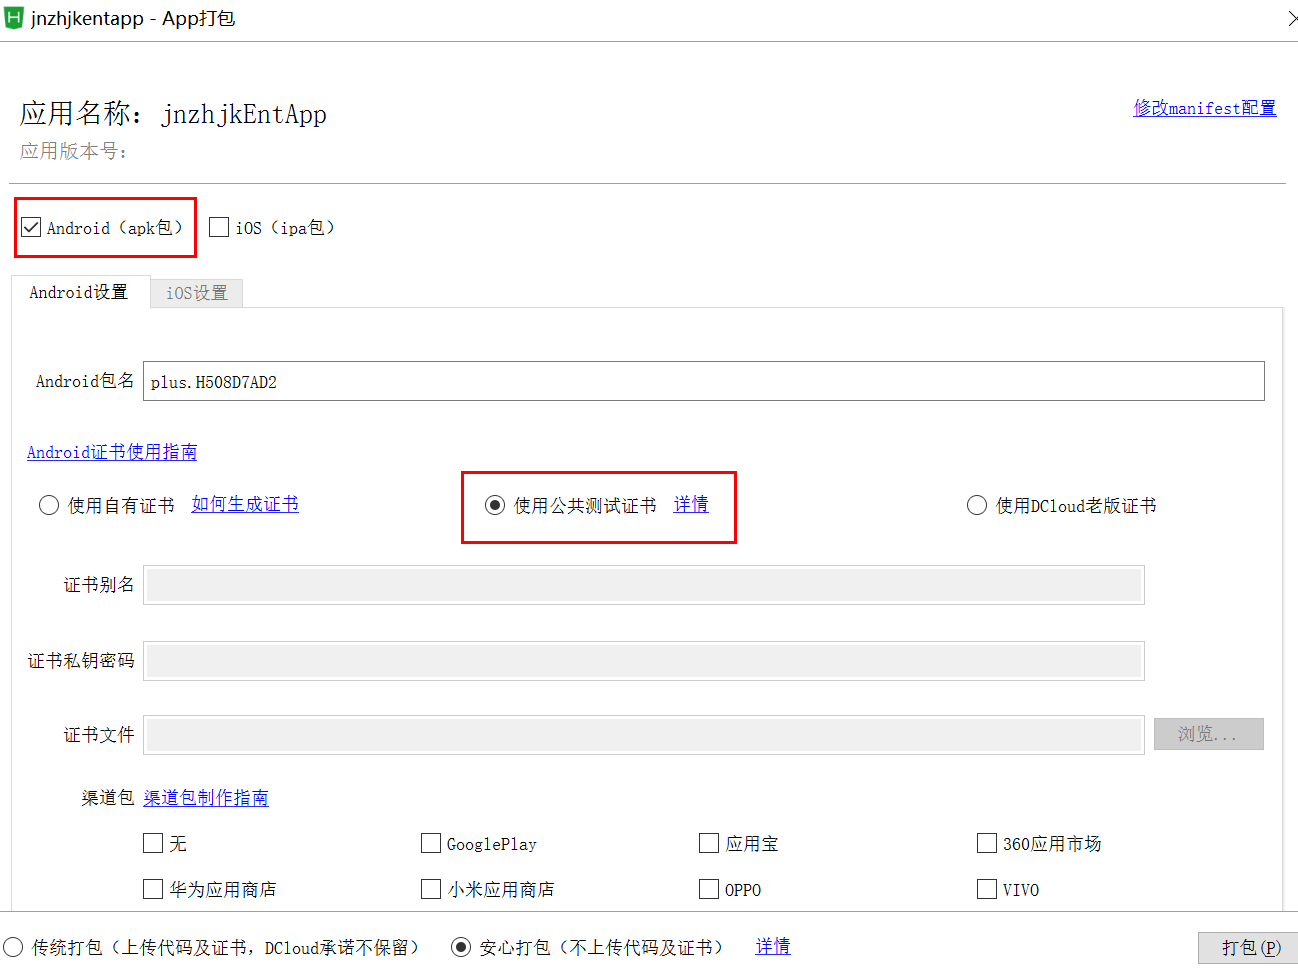 jnzhjkentapp - App打包
应用名称：jnzhjkEntApp
修改manifest配置
应用版本号：
Android（apk包） iOS（ipa包）
Android设置 iOS设置
Android包名 plus.H508D7AD2
Android证书使用指南
使用自有证书 如何生成证书 使用公共测试证书 详情 使用DCloud老版证书
证书别名
证书私钥密码
证书文件 浏览...
渠道包 渠道包制作指南
无 GooglePlay 应用宝 360应用市场
华为应用商店 小米应用商店 OPPO VIVO
传统打包（上传代码及证书，DCloud承诺不保留） 安心打包（不上传代码及证书） 详情 打包(P)